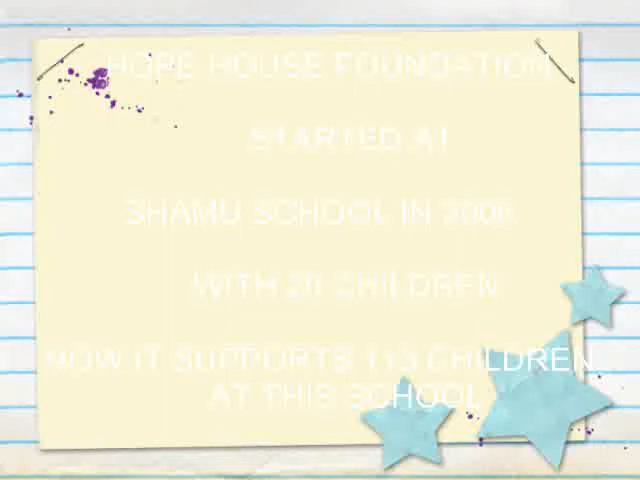 HOPE HOUSE FOUNDATION
STARTED AT
SHAMU SCHOOL IN 2006
WITH 20 CHILDREN
NOW IT SUPPORTS 113 CHILDREN
AT THIS SCHOOL